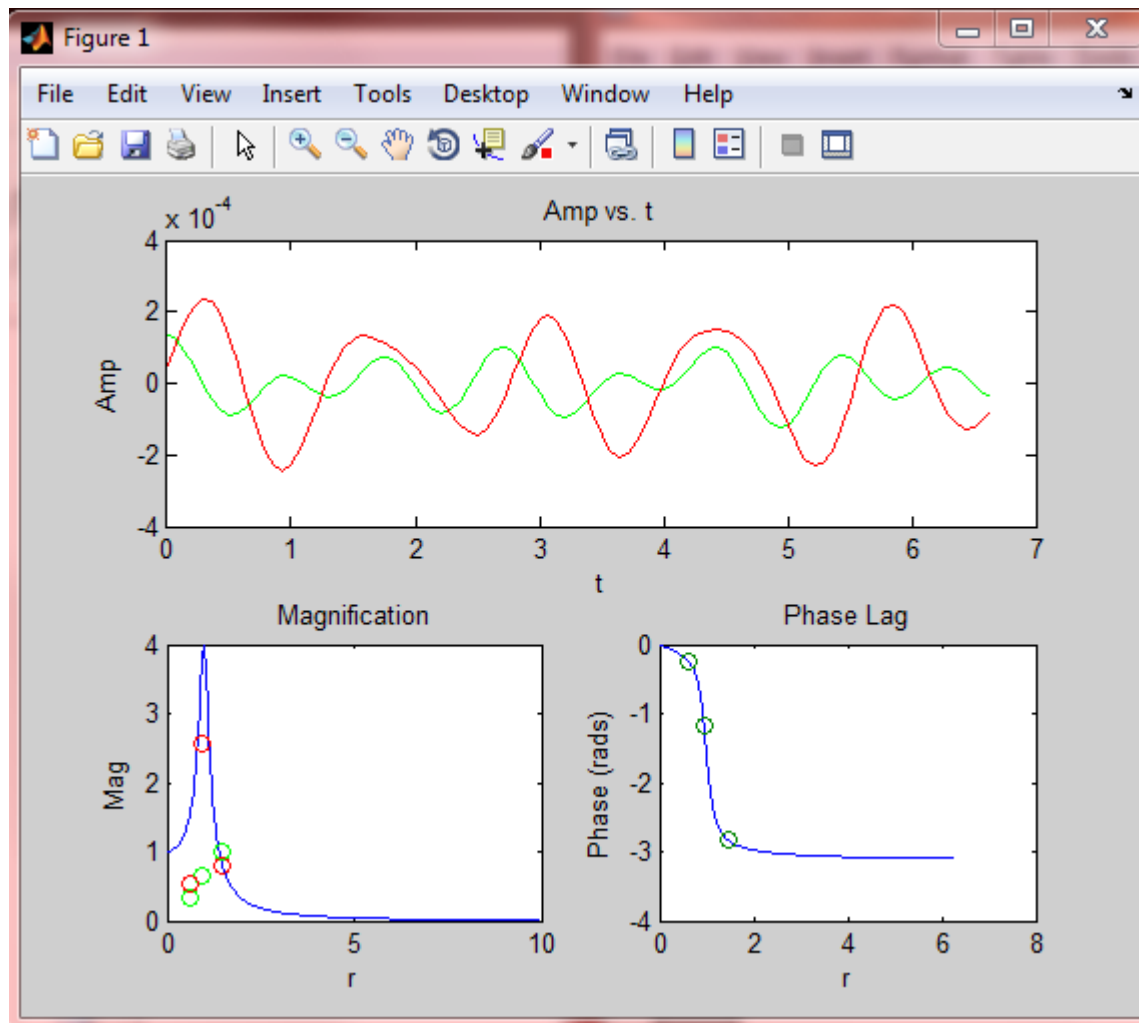 Figure 1
File Edit View Insert Tools Desktop Window Help
x 10^-4
Amp vs. t
4
2
0
-2
-4
Amp
0 1 2 3 4 5 6 7
t
Magnification
4
3
2
1
0
Mag
0 5 10
r
Phase Lag
0
-1
-2
-3
-4
Phase (rads)
0 2 4 6 8
r